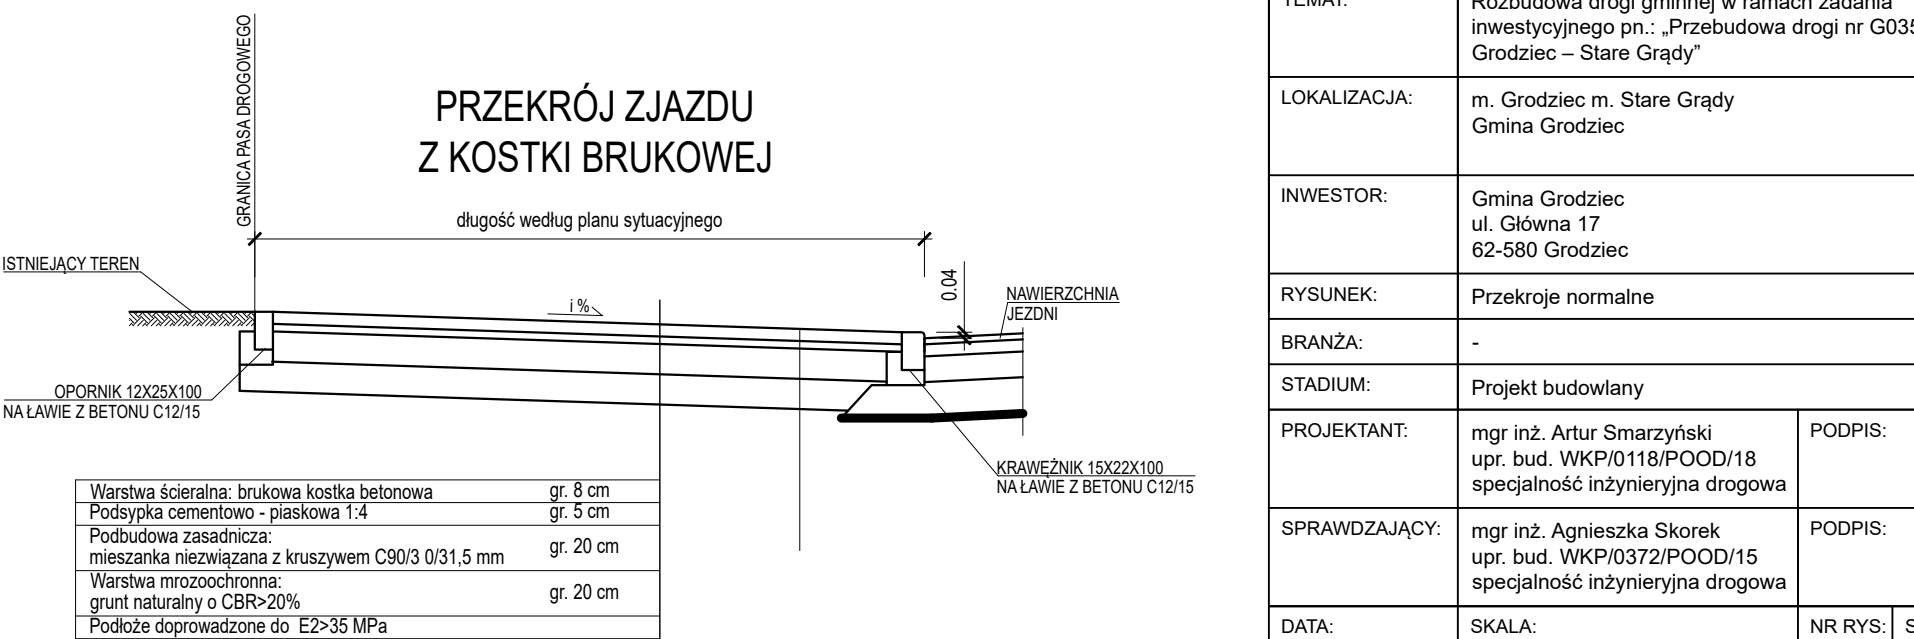 GRANICA PASA DROGOWEGO
PRZEKRÓJ ZJAZDU
Z KOSTKI BRUKOWEJ
długość według planu sytuacyjnego
ISTNIEJĄCY TEREN
i %
0.04
NAWIERZCHNIA
JEZDNI
OPORNIK 12X25X100
NA ŁAWIE Z BETONU C12/15
KRAWĘŻNIK 15X22X100
NA ŁAWIE Z BETONU C12/15
Warstwa ścieralna: brukowa kostka betonowa gr. 8 cm
Podsypka cementowo - piaskowa 1:4 gr. 5 cm
Podbudowa zasadnicza:
mieszanka niezwiązana z kruszywem C90/3 0/31,5 mm gr. 20 cm
Warstwa mrozoochronna:
grunt naturalny o CBR>20% gr. 20 cm
Podłoże doprowadzone do E2>35 MPa
TEMAT: Rozbudowa drogi gminnej w ramach zadania
inwestycyjnego pn.: „Przebudowa drogi nr G035
Grodziec – Stare Grądy”
LOKALIZACJA: m. Grodziec m. Stare Grądy
Gmina Grodziec
INWESTOR: Gmina Grodziec
ul. Główna 17
62-580 Grodziec
RYSUNEK: Przekroje normalne
BRANŻA: -
STADIUM: Projekt budowlany
PROJEKTANT: mgr inż. Artur Smarzyński PODPIS:
upr. bud. WKP/0118/POOD/18
specjalność inżynieryjna drogowa
SPRAWDZAJĄCY: mgr inż. Agnieszka Skorek PODPIS:
upr. bud. WKP/0372/POOD/15
specjalność inżynieryjna drogowa
DATA: SKALA: NR RYS: